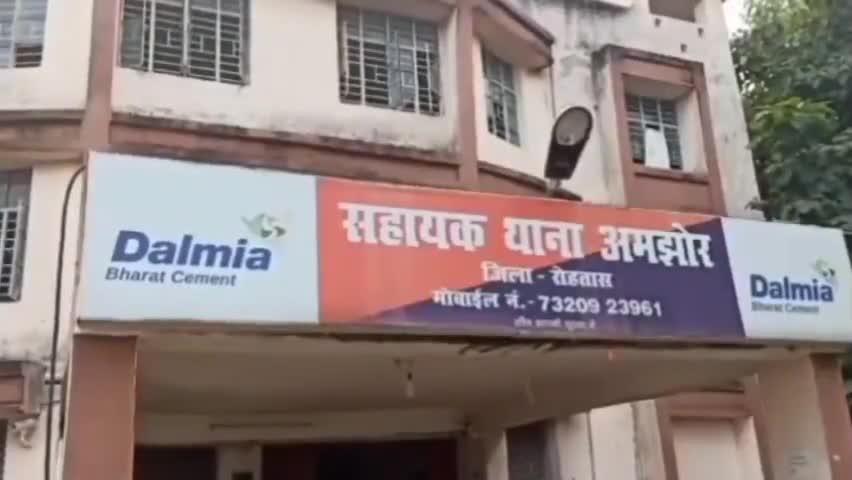 Dalmia
Bharat Cement
सहायक थाना अमझोर
जिला - रोहतास
मोबाईल नं.- 73209 23961
Dalmia
Bharat Cement